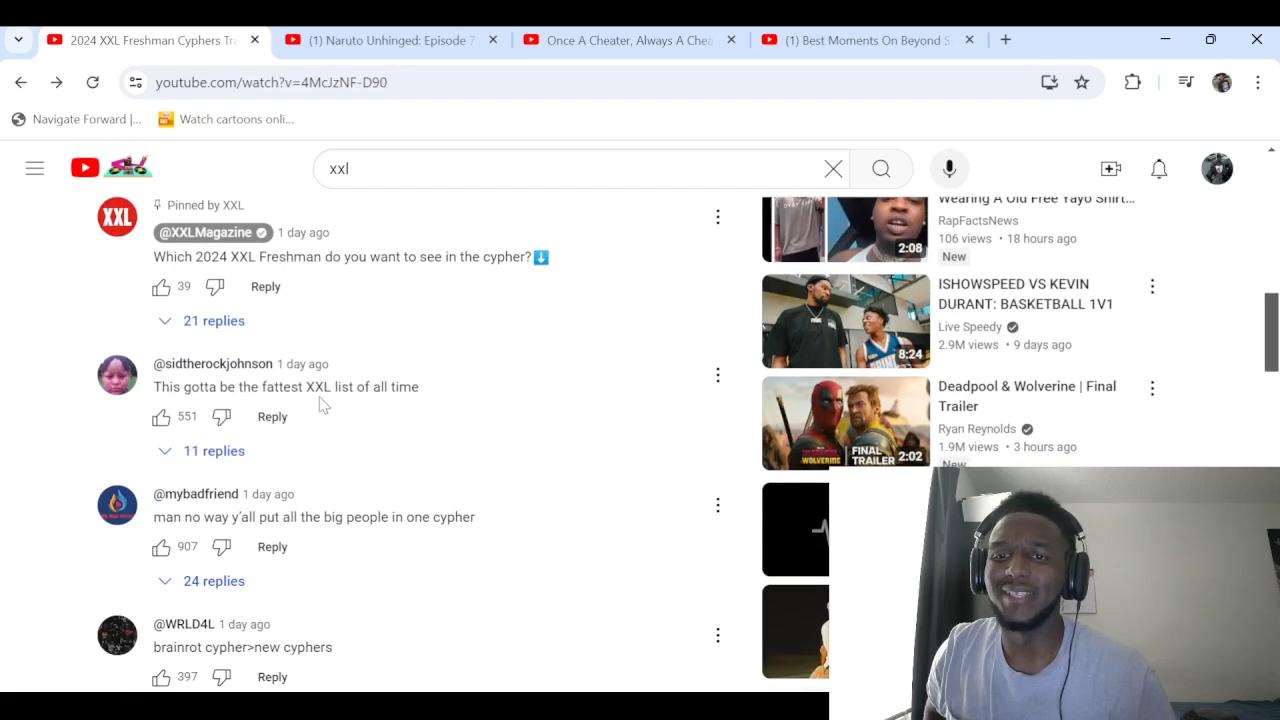 2024 XXL Freshman Cyphers Tra
(1) Naruto Unhinged: Episode 7
Once A Cheater, Always A Chea
(1) Best Moments On Beyond S
youtube.com/watch?v=4McJzNF-D90
Navigate Forward |...
Watch cartoons onli...
xxl
XXL
Pinned by XXL
@XXLMagazine 1 day ago
Which 2024 XXL Freshman do you want to see in the cypher?⬇️
39 Reply
21 replies
@sidtherockjohnson 1 day ago
This gotta be the fattest XXL list of all time
551 Reply
11 replies
@mybadfriend 1 day ago
man no way y'all put all the big people in one cypher
907 Reply
24 replies
@WRLD4L 1 day ago
brainrot cypher>new cyphers
397 Reply
Wearing A Old Free Yayo Shirt...
RapFactsNews
106 views • 18 hours ago
New
2:08
ISHOWSPEED VS KEVIN
DURANT: BASKETBALL 1V1
Live Speedy
2.9M views • 9 days ago
8:24
Deadpool & Wolverine | Final
Trailer
Ryan Reynolds
1.9M views • 3 hours ago
New
FINAL
TRAILER
2:02